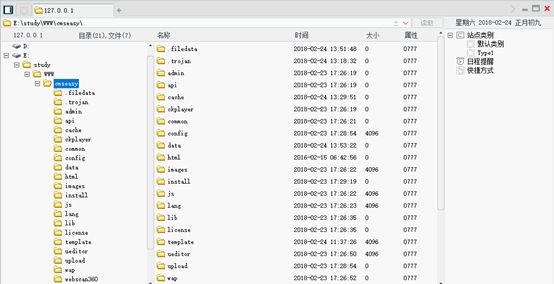 127.0.0.1
E:\study\WWW\cmseasy\
读取
星期六 2018-02-24 正月初九
127.0.0.1 目录(21),文件(7) 名称 时间 大小 属性
站点类别
默认类别
Type1
日程提醒
快捷方式
D:
E:
study
WWW
cmseasy
.filedata
.trojan
admin
api
cache
ckplayer
common
config
data
html
images
install
js
lang
lib
license
template
ueditor
upload
wap
webscan360
.filedata 2018-02-24 13:51:48 0 0777
.trojan 2018-02-24 13:18:32 0 0777
admin 2018-02-23 17:26:19 0 0777
api 2018-02-23 17:26:19 0 0777
cache 2018-02-24 13:29:51 0 0777
ckplayer 2018-02-23 17:26:19 0 0777
common 2018-02-23 17:26:21 0 0777
config 2018-02-23 17:28:54 4096 0777
data 2018-02-24 13:53:22 0 0777
html 2016-02-15 06:42:56 0 0777
images 2018-02-23 17:26:22 4096 0777
install 2018-02-23 17:29:19 0 0777
js 2018-02-23 17:26:22 4096 0777
lang 2018-02-23 17:26:23 4096 0777
lib 2018-02-23 17:26:35 0 0777
license 2018-02-23 17:26:35 0 0777
template 2018-02-24 11:37:26 4096 0777
ueditor 2018-02-23 17:26:50 4096 0777
upload 2018-02-23 17:28:54 0 0777
wap 2018-02-23 17:26:52 0 0777